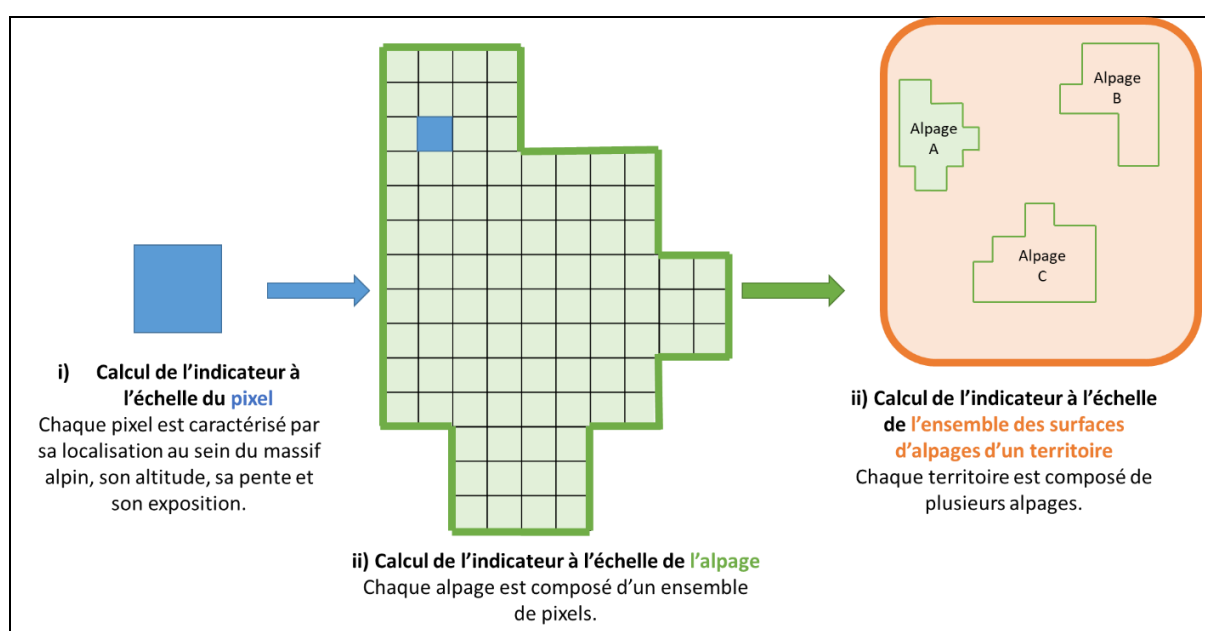 i) Calcul de l’indicateur à
l’échelle du pixel
Chaque pixel est caractérisé par
sa localisation au sein du massif
alpin, son altitude, sa pente et
son exposition.
ii) Calcul de l’indicateur à l’échelle de l’alpage
Chaque alpage est composé d’un ensemble
de pixels.
Alpage
A
Alpage
B
Alpage
C
ii) Calcul de l’indicateur à l’échelle
de l’ensemble des surfaces
d’alpages d’un territoire
Chaque territoire est composé de
plusieurs alpages.